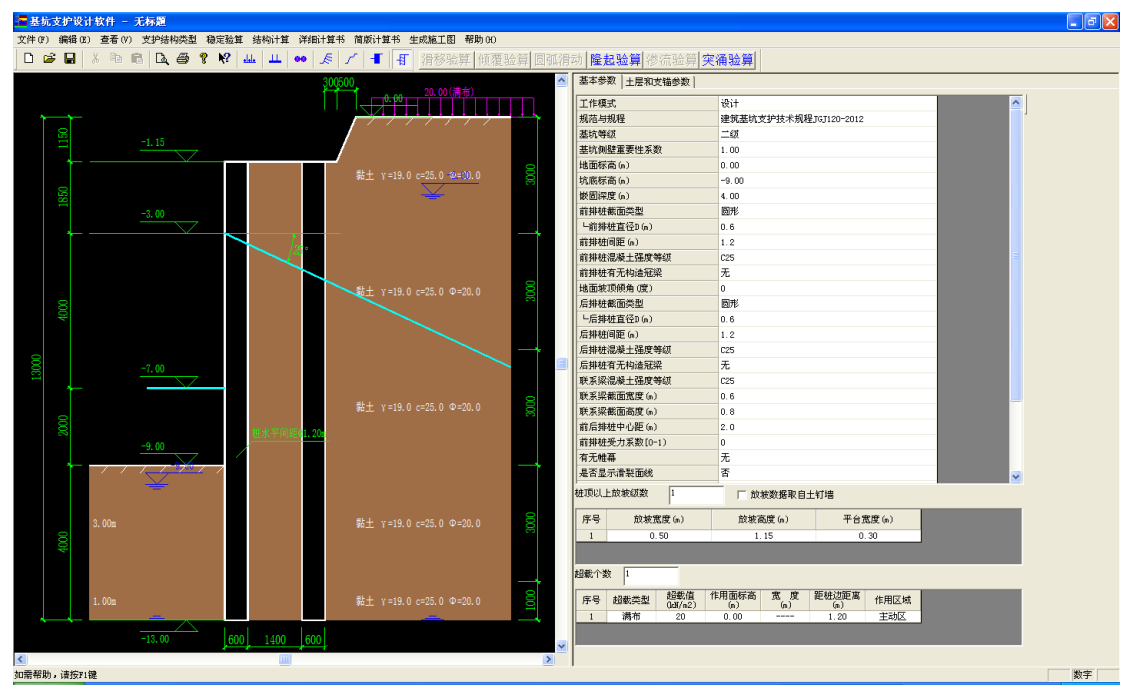 基坑支护设计软件 - 无标题
文件(F) 编辑(E) 查看(V) 支护结构类型 稳定验算 结构计算 详细计算书 简版计算书 生成施工图 帮助(H)
滑移验算 倾覆验算 圆弧滑动 隆起验算 渗流验算 突涌验算
300 500
20.00(满布)
0.00
1150
-1.15
黏土 γ=19.0 c=25.0 Φ=20.0
3000
1850
-3.00
黏土 γ=19.0 c=25.0 Φ=20.0
3000
4000
13000
-7.00
黏土 γ=19.0 c=25.0 Φ=20.0
3000
2000
桩水平间距@1.20m
-9.00
3.00m
黏土 γ=19.0 c=25.0 Φ=20.0
3000
4000
1.00m
黏土 γ=19.0 c=25.0 Φ=20.0
1000
-13.00
600 1400 600
基本参数 土层和支锚参数
工作模式 设计
规范与规程 建筑基坑支护技术规程JGJ120-2012
基坑等级 二级
基坑侧壁重要性系数 1.00
地面标高(m) 0.00
坑底标高(m) -9.00
嵌固深度(m) 4.00
前排桩截面类型 圆形
└前排桩直径D(m) 0.6
前排桩间距(m) 1.2
前排桩混凝土强度等级 C25
前排桩有无构造冠梁 无
地面坡顶倾角(度) 0
后排桩截面类型 圆形
└后排桩直径D(m) 0.6
后排桩间距(m) 1.2
后排桩混凝土强度等级 C25
后排桩有无构造冠梁 无
联系梁混凝土强度等级 C25
联系梁截面宽度(m) 0.6
联系梁截面高度(m) 0.8
前后排桩中心距(m) 2.0
前排桩受力系数[0-1) 0
有无帷幕 无
是否显示滑裂面线 否
桩顶以上放坡级数 1 放坡数据取自土钉墙
序号 放坡宽度(m) 放坡高度(m) 平台宽度(m)
1 0.50 1.15 0.30
超载个数 1
序号 超载类型 超载值(kN/m2) 作用面标高(m) 宽 度(m) 距桩边距离(m) 作用区域
1 满布 20 0.00 ---- 1.20 主动区
如需帮助，请按F1键
数字